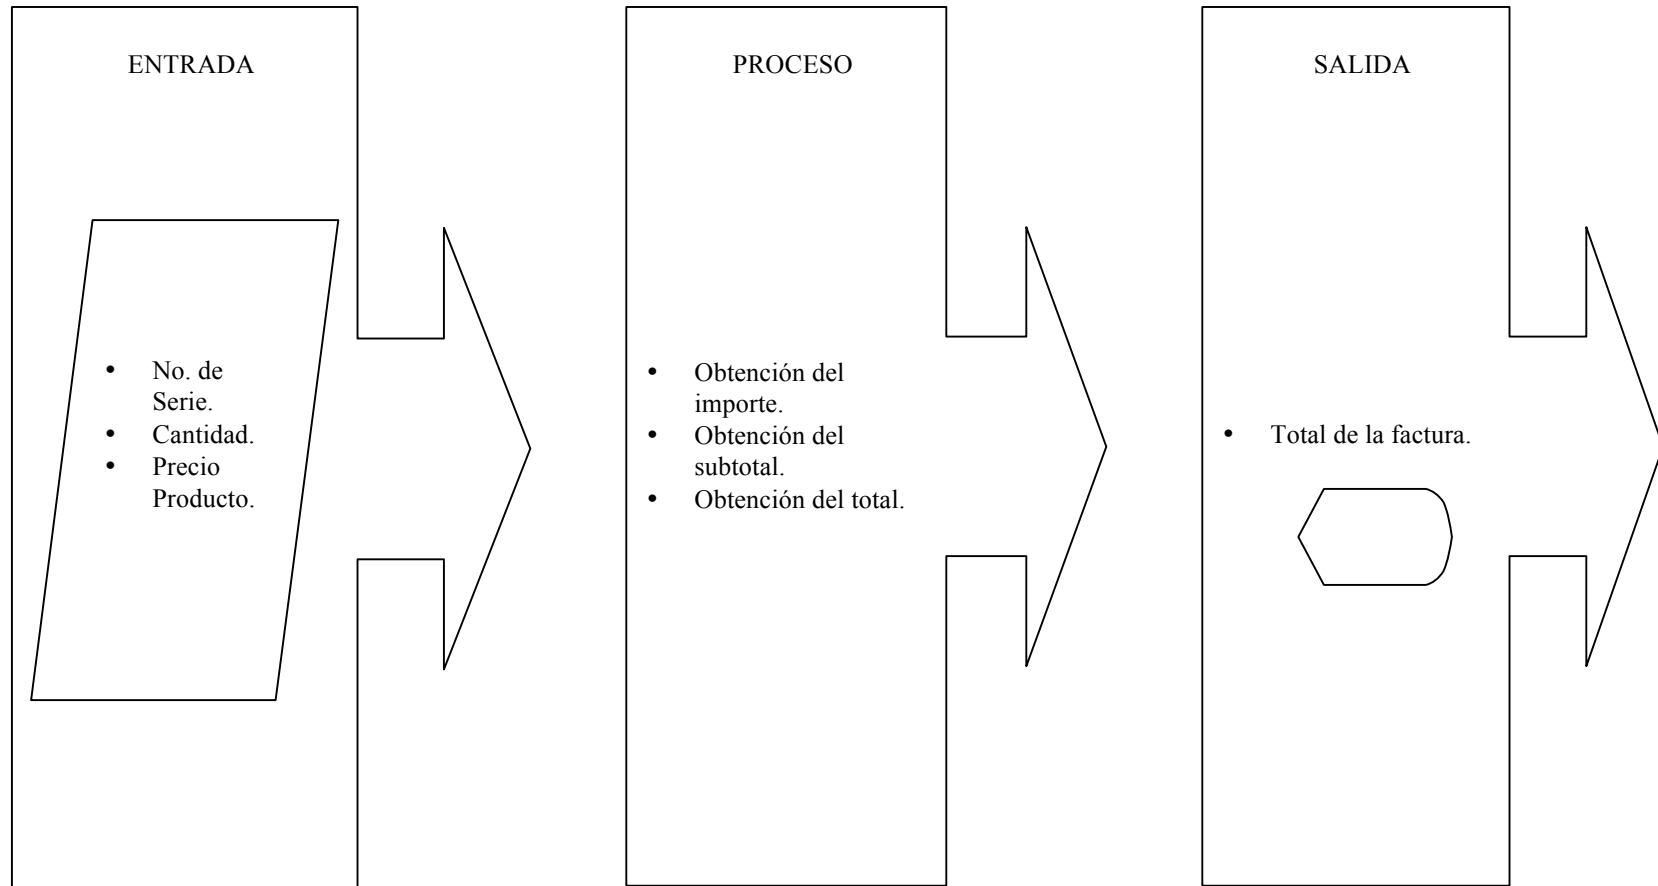 ENTRADA
• No. de
Serie.
• Cantidad.
• Precio
Producto.
PROCESO
• Obtención del
importe.
• Obtención del
subtotal.
• Obtención del total.
SALIDA
• Total de la factura.